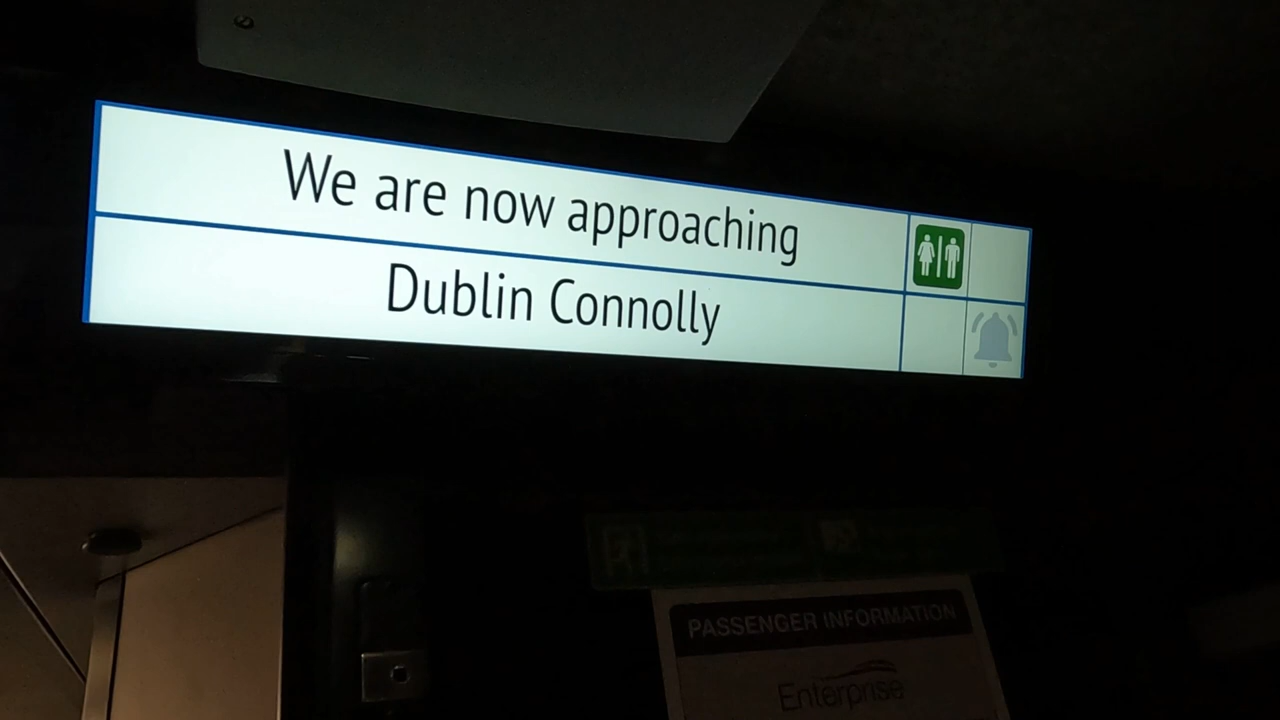 We are now approaching
Dublin Connolly
PASSENGER INFORMATION
Enterprise